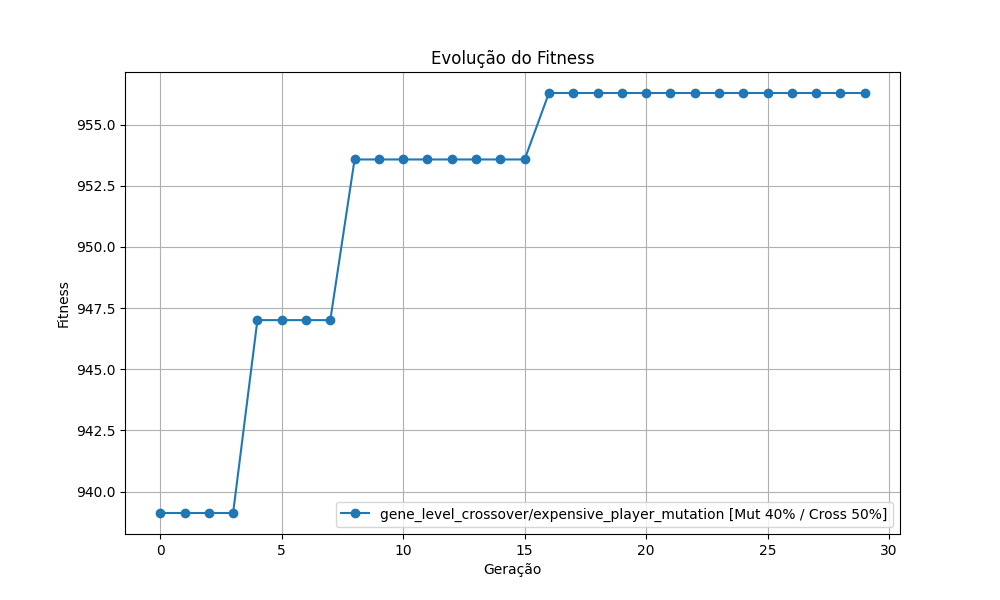 Evolução do Fitness
955.0
952.5
950.0
947.5
945.0
942.5
940.0
Fitness
gene_level_crossover/expensive_player_mutation [Mut 40% / Cross 50%]
0 5 10 15 20 25 30
Geração